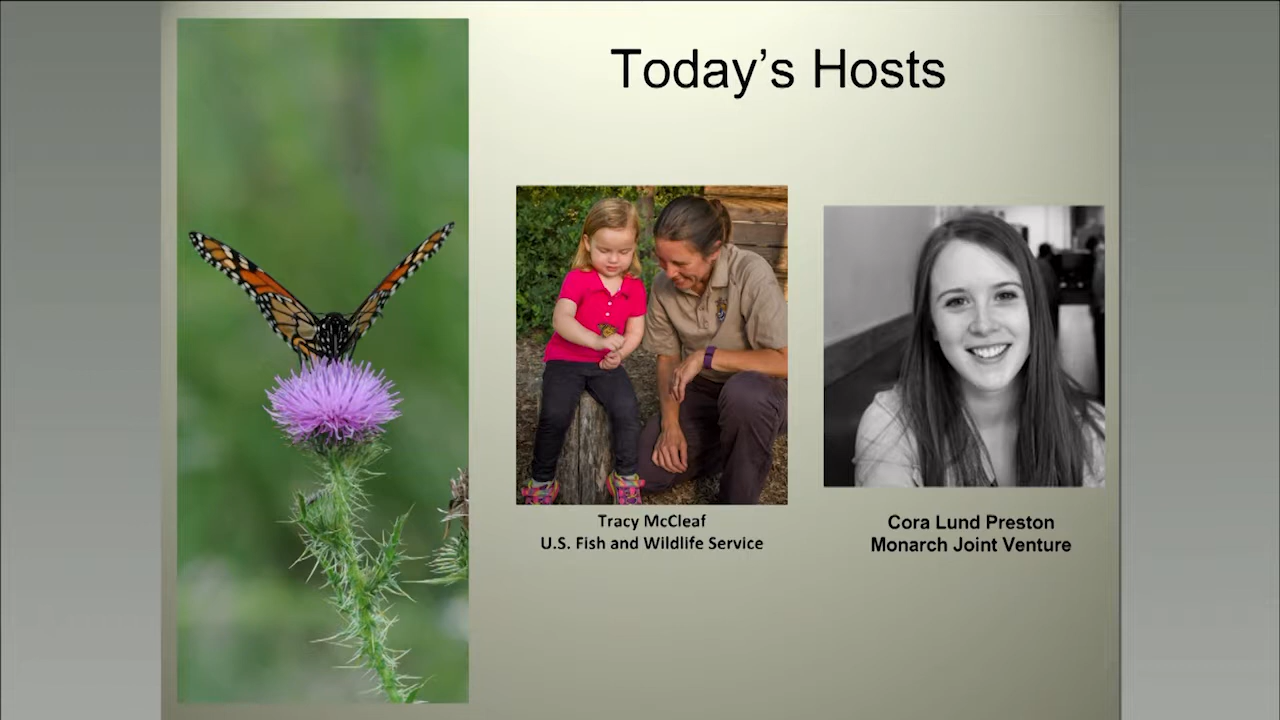 Today's Hosts
Tracy McCleaf
U.S. Fish and Wildlife Service
Cora Lund Preston
Monarch Joint Venture